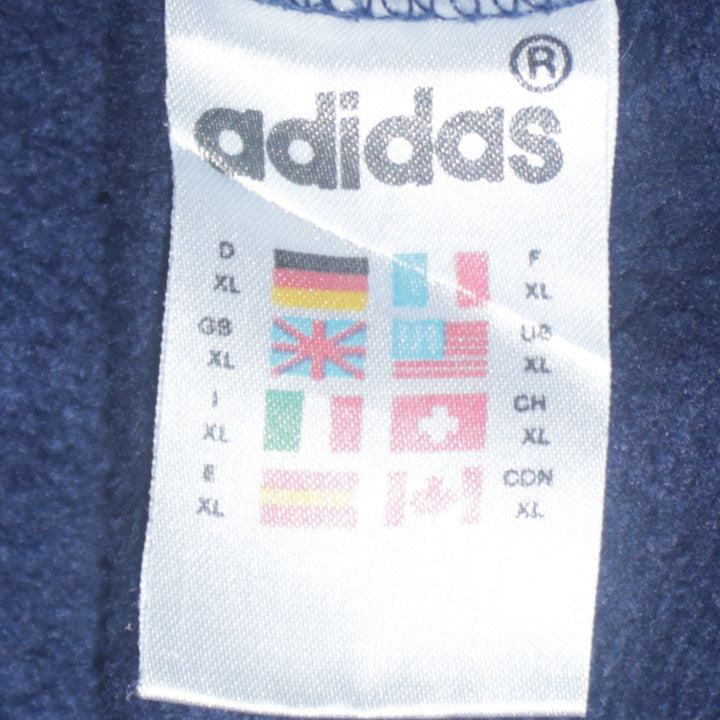 ®
adidas
D F
XL XL
GB US
XL XL
I CH
XL XL
E CDN
XL XL